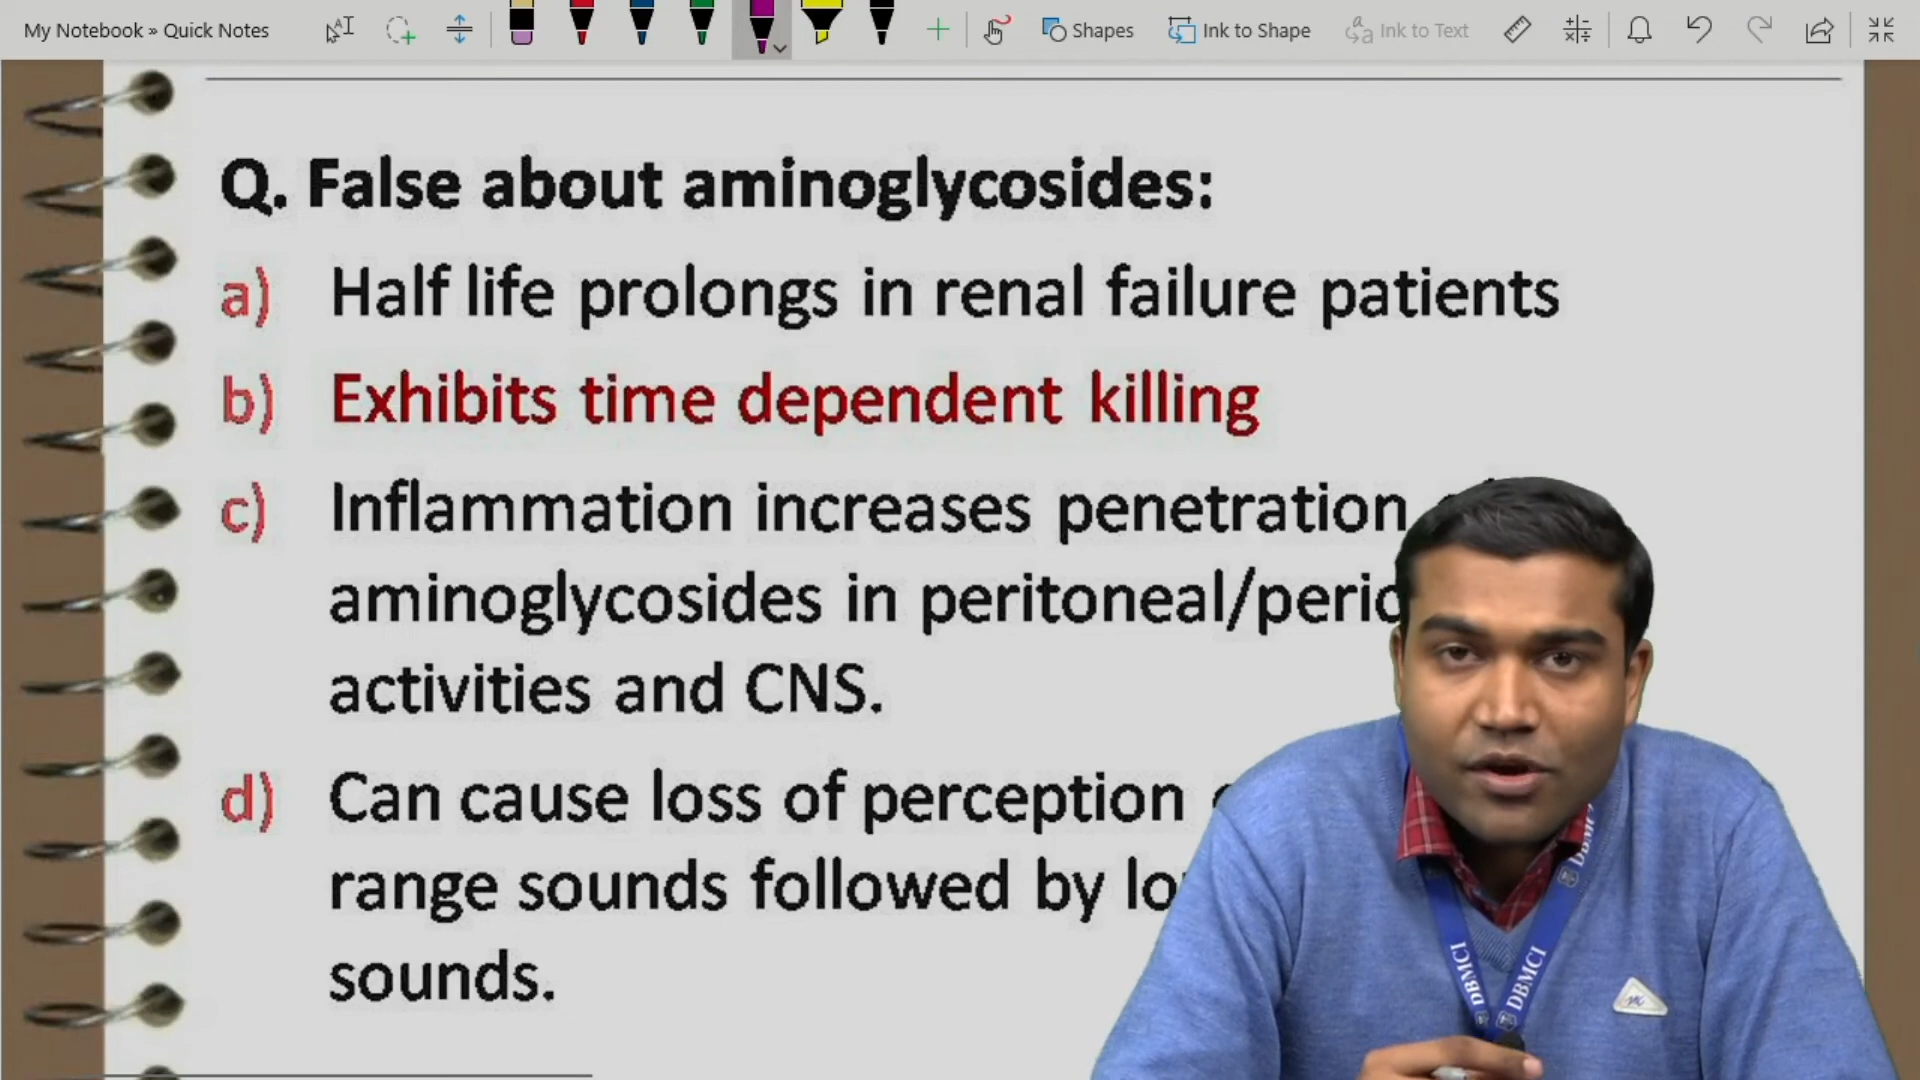 My Notebook » Quick Notes
Shapes
Ink to Shape
Ink to Text
Q. False about aminoglycosides:
a) Half life prolongs in renal failure patients
b) Exhibits time dependent killing
c) Inflammation increases penetration
aminoglycosides in peritoneal/peric
activities and CNS.
d) Can cause loss of perception
range sounds followed by lo
sounds.
DBMCI
DBMCI
DBMCI